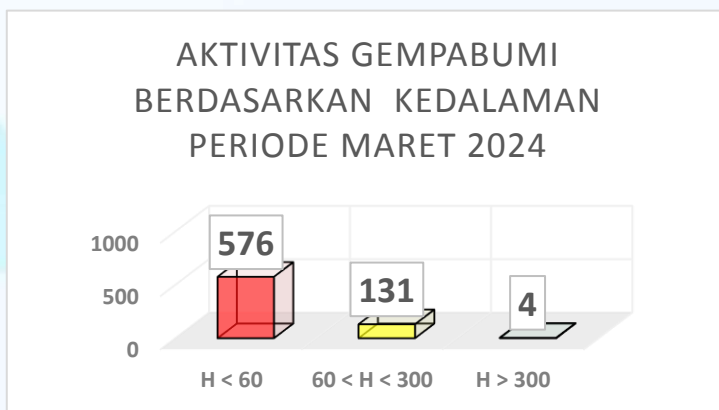 AKTIVITAS GEMPABUMI
BERDASARKAN KEDALAMAN
PERIODE MARET 2024
1000
500
0
576
131
4
H < 60
60 < H < 300
H > 300